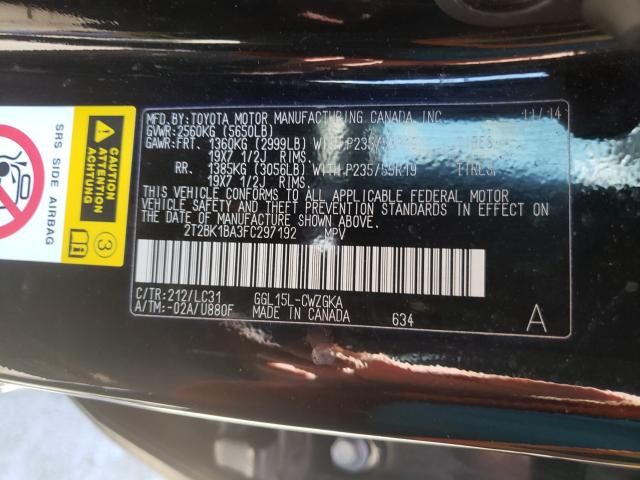 MFD.BY:TOYOTA MOTOR MANUFACTURING CANADA, INC. 11/14
GVWR:2560KG (5650LB)
GAWR:FRT. 1360KG (2999LB) WITH P235/
19X7 1/2J RIMS,
RR. 1385KG (3056LB) WITH P235/55R19 TIRES,
19X7 1/2J RIMS,
THIS VEHICLE CONFORMS TO ALL APPLICABLE FEDERAL MOTOR
VEHICLE SAFETY AND THEFT PREVENTION STANDARDS IN EFFECT ON
THE DATE OF MANUFACTURE SHOWN ABOVE.
2T2BK1BA3FC297192 MPV
C/TR:212/LC31 GGL15L-CWZGKA
A/TM:-02A/U880F MADE IN CANADA 634 A
SRS SIDE AIRBAG
3